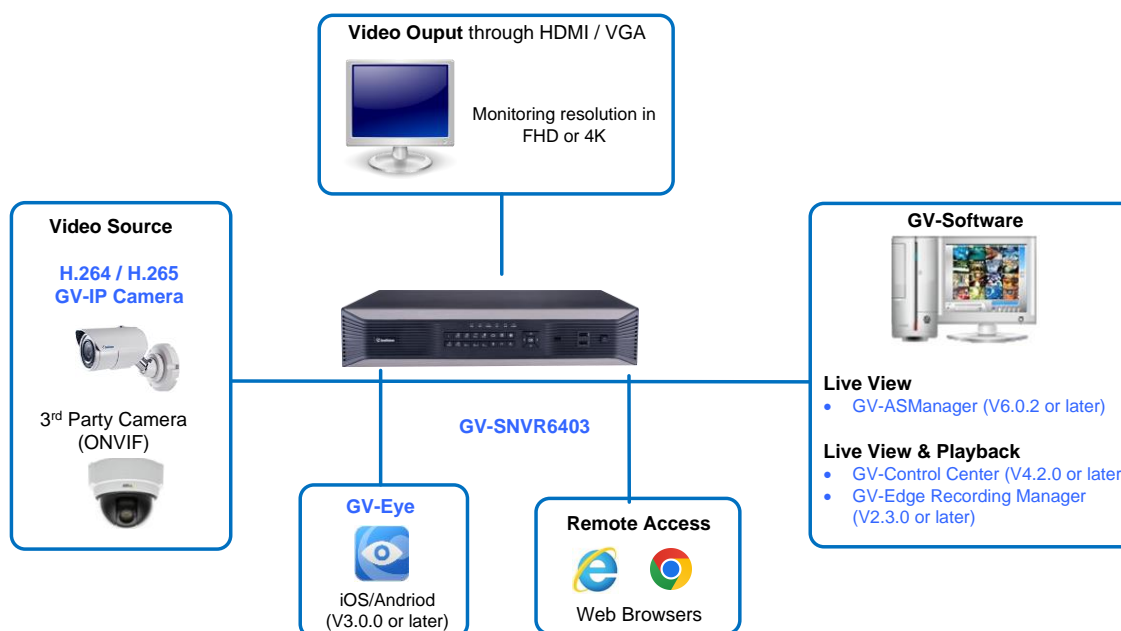 Video Ouput through HDMI / VGA
Monitoring resolution in
FHD or 4K
Video Source
H.264 / H.265
GV-IP Camera
3rd Party Camera
(ONVIF)
GV-SNVR6403
GV-Software
Live View
• GV-ASManager (V6.0.2 or later)
Live View & Playback
• GV-Control Center (V4.2.0 or later
• GV-Edge Recording Manager
(V2.3.0 or later)
GV-Eye
iOS/Andriod
(V3.0.0 or later)
Remote Access
Web Browsers